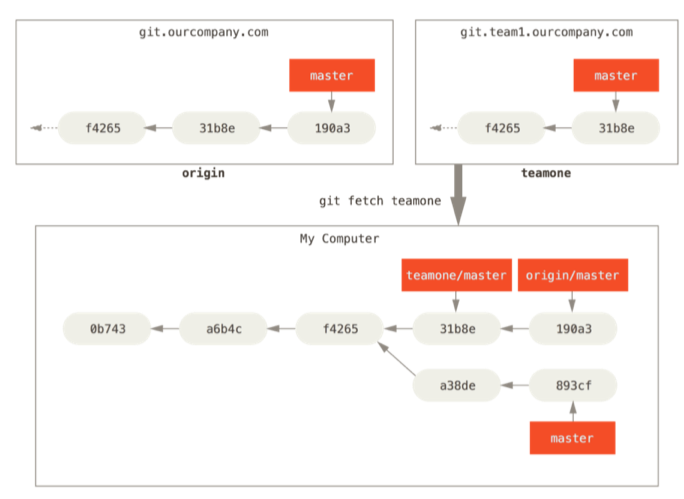 git.ourcompany.com
master
f4265
31b8e
190a3
origin
git.team1.ourcompany.com
master
f4265
31b8e
teamone
git fetch teamone
My Computer
teamone/master
origin/master
0b743
a6b4c
f4265
31b8e
190a3
a38de
893cf
master